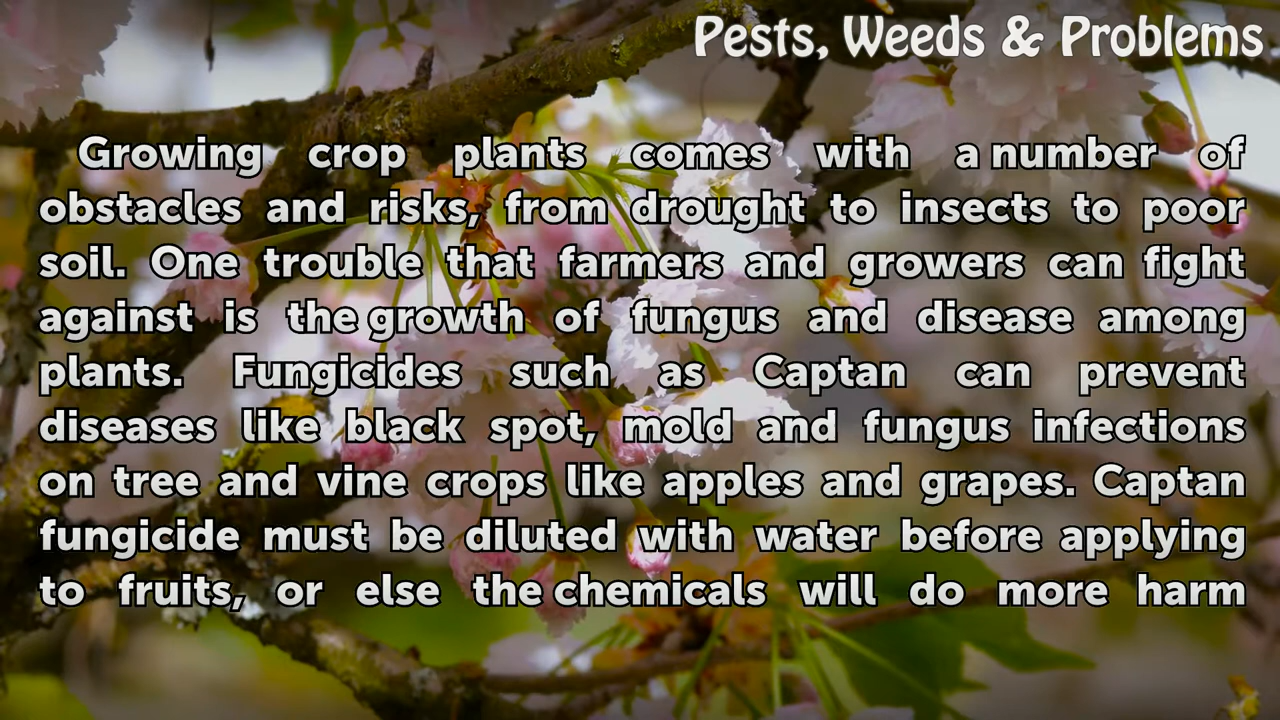 Pests, Weeds & Problems
Growing crop plants comes with a number of
obstacles and risks, from drought to insects to poor
soil. One trouble that farmers and growers can fight
against is the growth of fungus and disease among
plants. Fungicides such as Captan can prevent
diseases like black spot, mold and fungus infections
on tree and vine crops like apples and grapes. Captan
fungicide must be diluted with water before applying
to fruits, or else the chemicals will do more harm